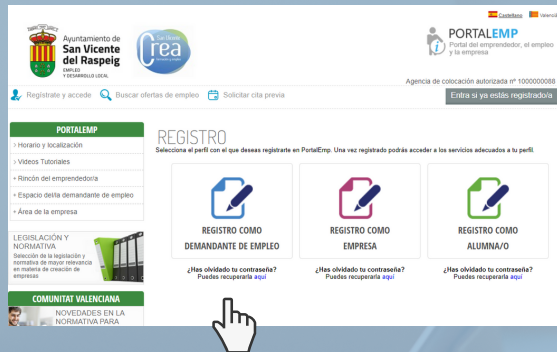 Castellano
Ayuntamiento de
San Vicente
del Raspeig
EMPLEO
Y DESARROLLO LOCAL
San Vicente
Crea
PORTALEMP
Portal del emprendedor, el empleo
y la empresa
Agencia de colocación autorizada nº 1000000088
Regístrate y accede
Buscar ofertas de empleo
Solicitar cita previa
Entra si ya estás registrado/a
PORTALEMP
> Horario y localización
> Videos Tutoriales
+ Rincón del emprendedor/a
+ Espacio del/la demandante de empleo
+ Área de la empresa
LEGISLACIÓN Y
NORMATIVA
Selección de la legislación y
normativa de mayor relevancia
en materia de creación de
empresas
COMUNITAT VALENCIANA
NOVEDADES EN LA
NORMATIVA PARA
REGISTRO
Selecciona el perfil con el que deseas registrarte en PortalEmp. Una vez registrado podrás acceder a los servicios adecuados a tu perfil.
REGISTRO COMO
DEMANDANTE DE EMPLEO
¿Has olvidado tu contraseña?
Puedes recuperarla aquí
REGISTRO COMO
EMPRESA
¿Has olvidado tu contraseña?
Puedes recuperarla aquí
REGISTRO COMO
ALUMNA/O
¿Has olvidado tu contraseña?
Puedes recuperarla aquí